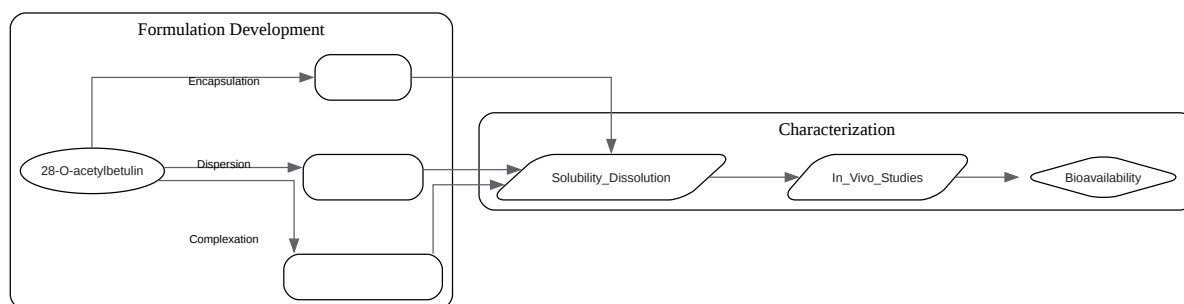 Formulation Development
Encapsulation
Characterization
Dispersion
28-O-acetylbetulin
Solubility_Dissolution
In_Vivo_Studies
Bioavailability
Complexation